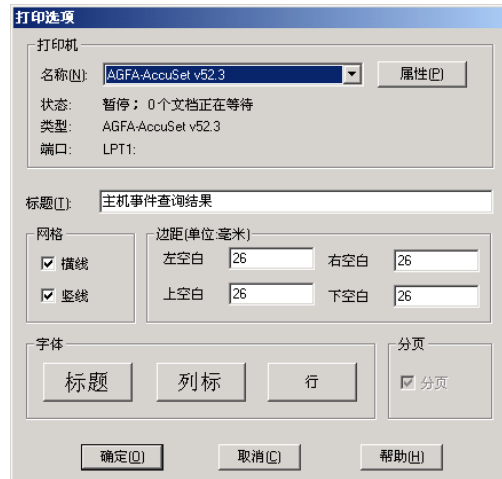 打印选项
打印机
名称(N): AGFA-AccuSet v52.3 属性(P)
状态: 暂停； 0个文档正在等待
类型: AGFA-AccuSet v52.3
端口: LPT1:
标题(T): 主机事件查询结果
网格 边距(单位:毫米)
横线 左空白 26 右空白 26
竖线 上空白 26 下空白 26
字体 分页
标题 列标 行 分页
确定(O) 取消(C) 帮助(H)